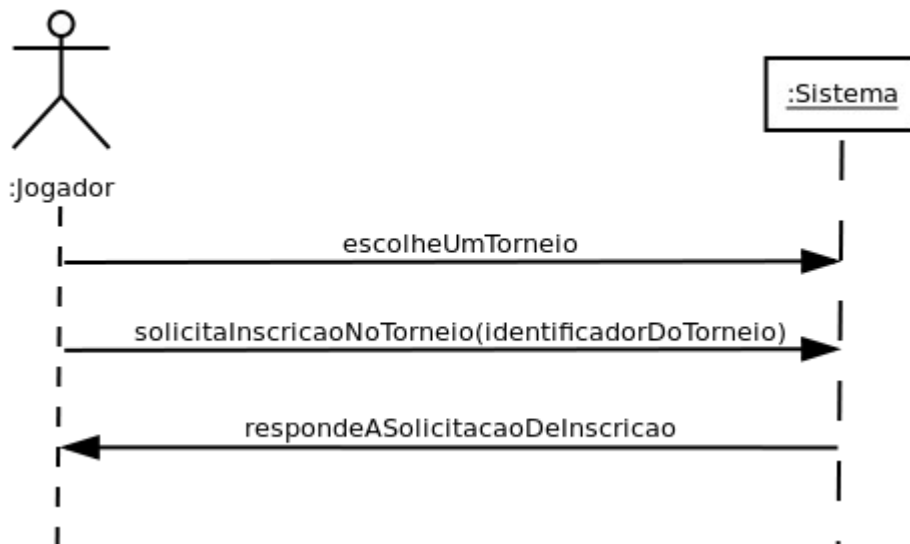 :Sistema
:Jogador
escolheUmTorneio
solicitaInscricaoNoTorneio(identificadorDoTorneio)
respondeASolicitacaoDeInscricao